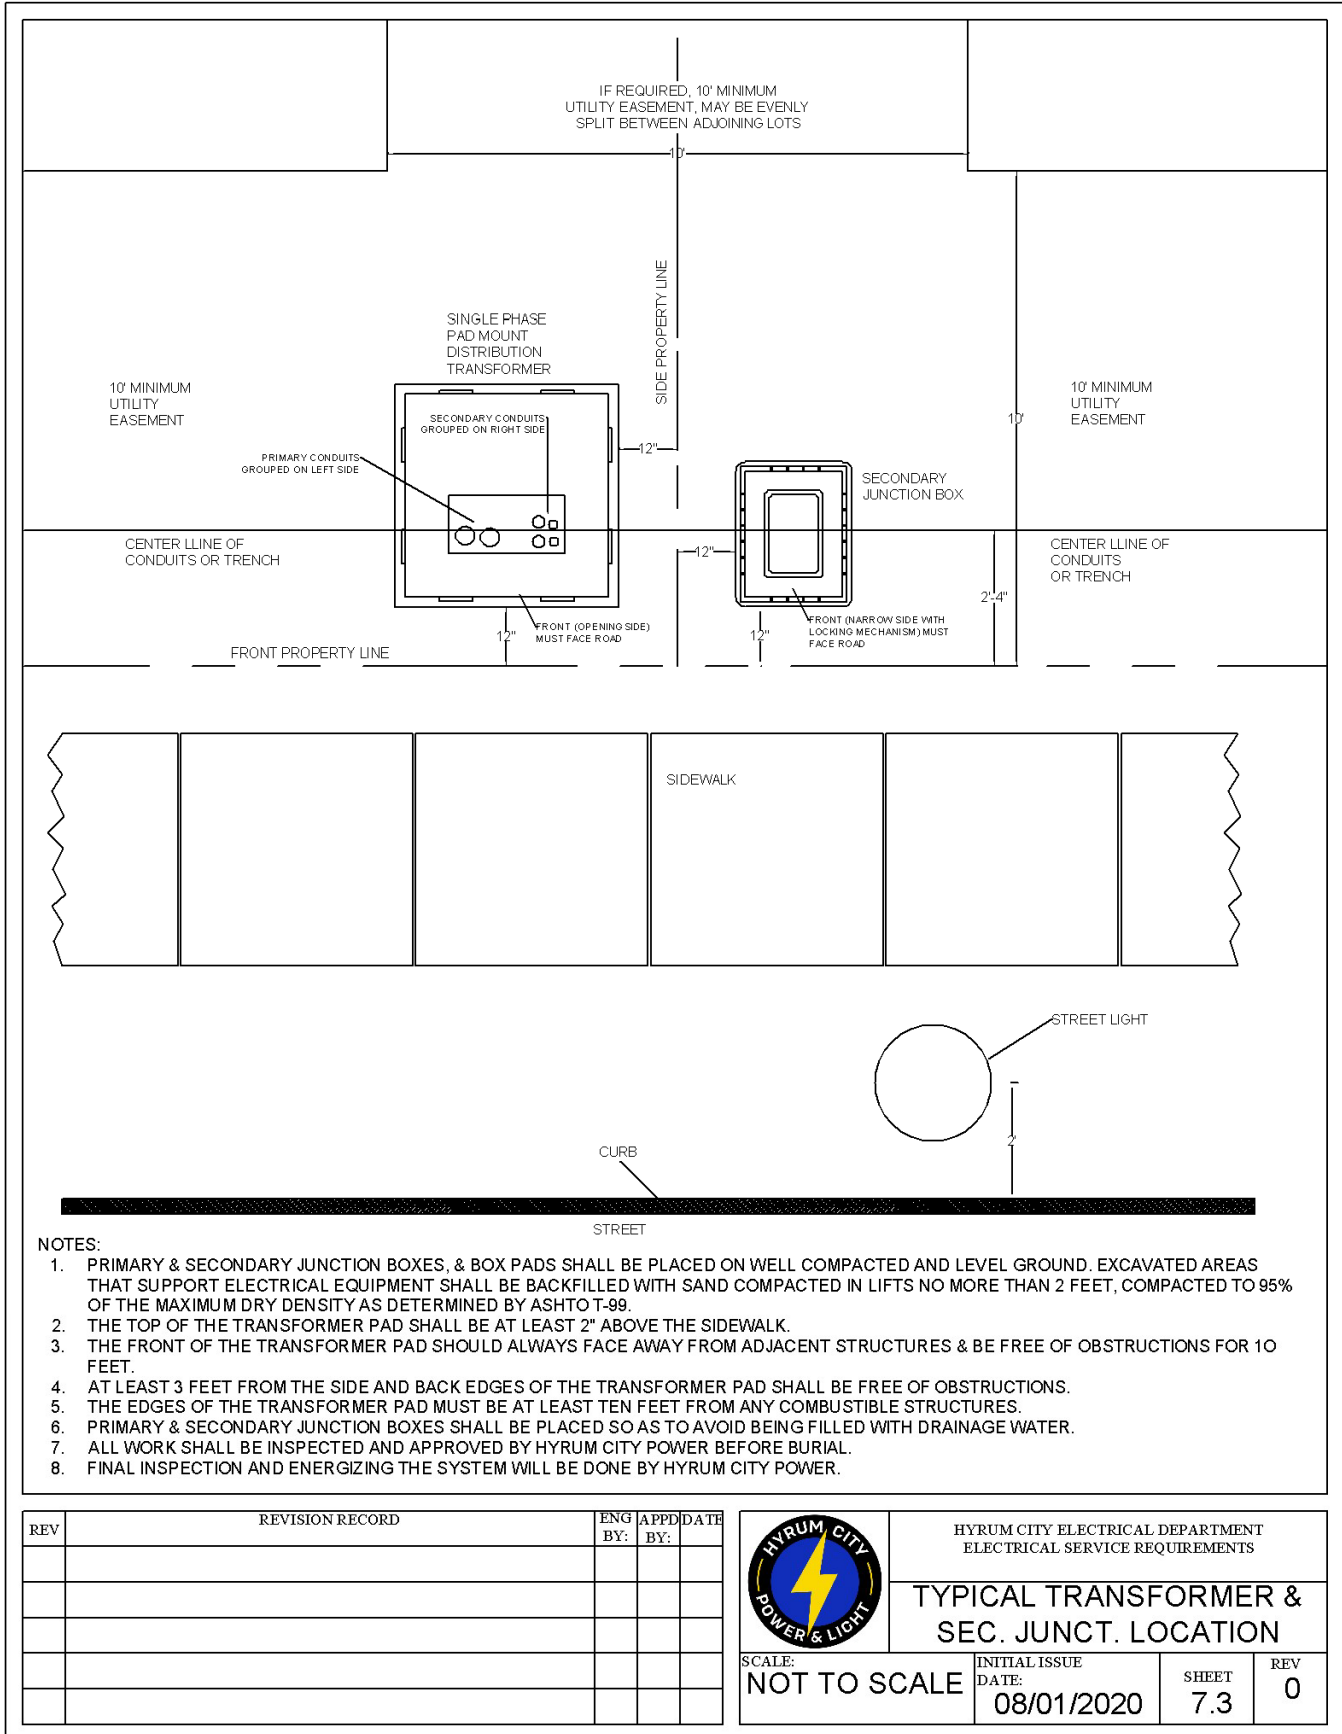 IF REQUIRED, 10' MINIMUM
UTILITY EASEMENT, MAY BE EVENLY
SPLIT BETWEEN ADJOINING LOTS
10'
SIDE PROPERTY LINE
SINGLE PHASE
PAD MOUNT
DISTRIBUTION
TRANSFORMER
10' MINIMUM
UTILITY
EASEMENT
10' MINIMUM
UTILITY
EASEMENT
10'
SECONDARY CONDUITS
GROUPED ON RIGHT SIDE
12"
PRIMARY CONDUITS
GROUPED ON LEFT SIDE
SECONDARY
JUNCTION BOX
CENTER LLINE OF
CONDUITS OR TRENCH
12"
CENTER LLINE OF
CONDUITS
OR TRENCH
2'-4"
12"
FRONT (OPENING SIDE)
MUST FACE ROAD
12"
FRONT (NARROW SIDE WITH
LOCKING MECHANISM) MUST
FACE ROAD
FRONT PROPERTY LINE
SIDEWALK
STREET LIGHT
2'
CURB
STREET
NOTES:
1. PRIMARY & SECONDARY JUNCTION BOXES, & BOX PADS SHALL BE PLACED ON WELL COMPACTED AND LEVEL GROUND. EXCAVATED AREAS
THAT SUPPORT ELECTRICAL EQUIPMENT SHALL BE BACKFILLED WITH SAND COMPACTED IN LIFTS NO MORE THAN 2 FEET, COMPACTED TO 95%
OF THE MAXIMUM DRY DENSITY AS DETERMINED BY ASHTO T-99.
2. THE TOP OF THE TRANSFORMER PAD SHALL BE AT LEAST 2" ABOVE THE SIDEWALK.
3. THE FRONT OF THE TRANSFORMER PAD SHOULD ALWAYS FACE AWAY FROM ADJACENT STRUCTURES & BE FREE OF OBSTRUCTIONS FOR 1O
FEET.
4. AT LEAST 3 FEET FROM THE SIDE AND BACK EDGES OF THE TRANSFORMER PAD SHALL BE FREE OF OBSTRUCTIONS.
5. THE EDGES OF THE TRANSFORMER PAD MUST BE AT LEAST TEN FEET FROM ANY COMBUSTIBLE STRUCTURES.
6. PRIMARY & SECONDARY JUNCTION BOXES SHALL BE PLACED SO AS TO AVOID BEING FILLED WITH DRAINAGE WATER.
7. ALL WORK SHALL BE INSPECTED AND APPROVED BY HYRUM CITY POWER BEFORE BURIAL.
8. FINAL INSPECTION AND ENERGIZING THE SYSTEM WILL BE DONE BY HYRUM CITY POWER.
REV
REVISION RECORD
ENG BY:
APPD BY:
DATE
HYRUM CITY
POWER & LIGHT
HYRUM CITY ELECTRICAL DEPARTMENT
ELECTRICAL SERVICE REQUIREMENTS
TYPICAL TRANSFORMER &
SEC. JUNCT. LOCATION
SCALE:
NOT TO SCALE
INITIAL ISSUE
DATE:
08/01/2020
SHEET
7.3
REV
0